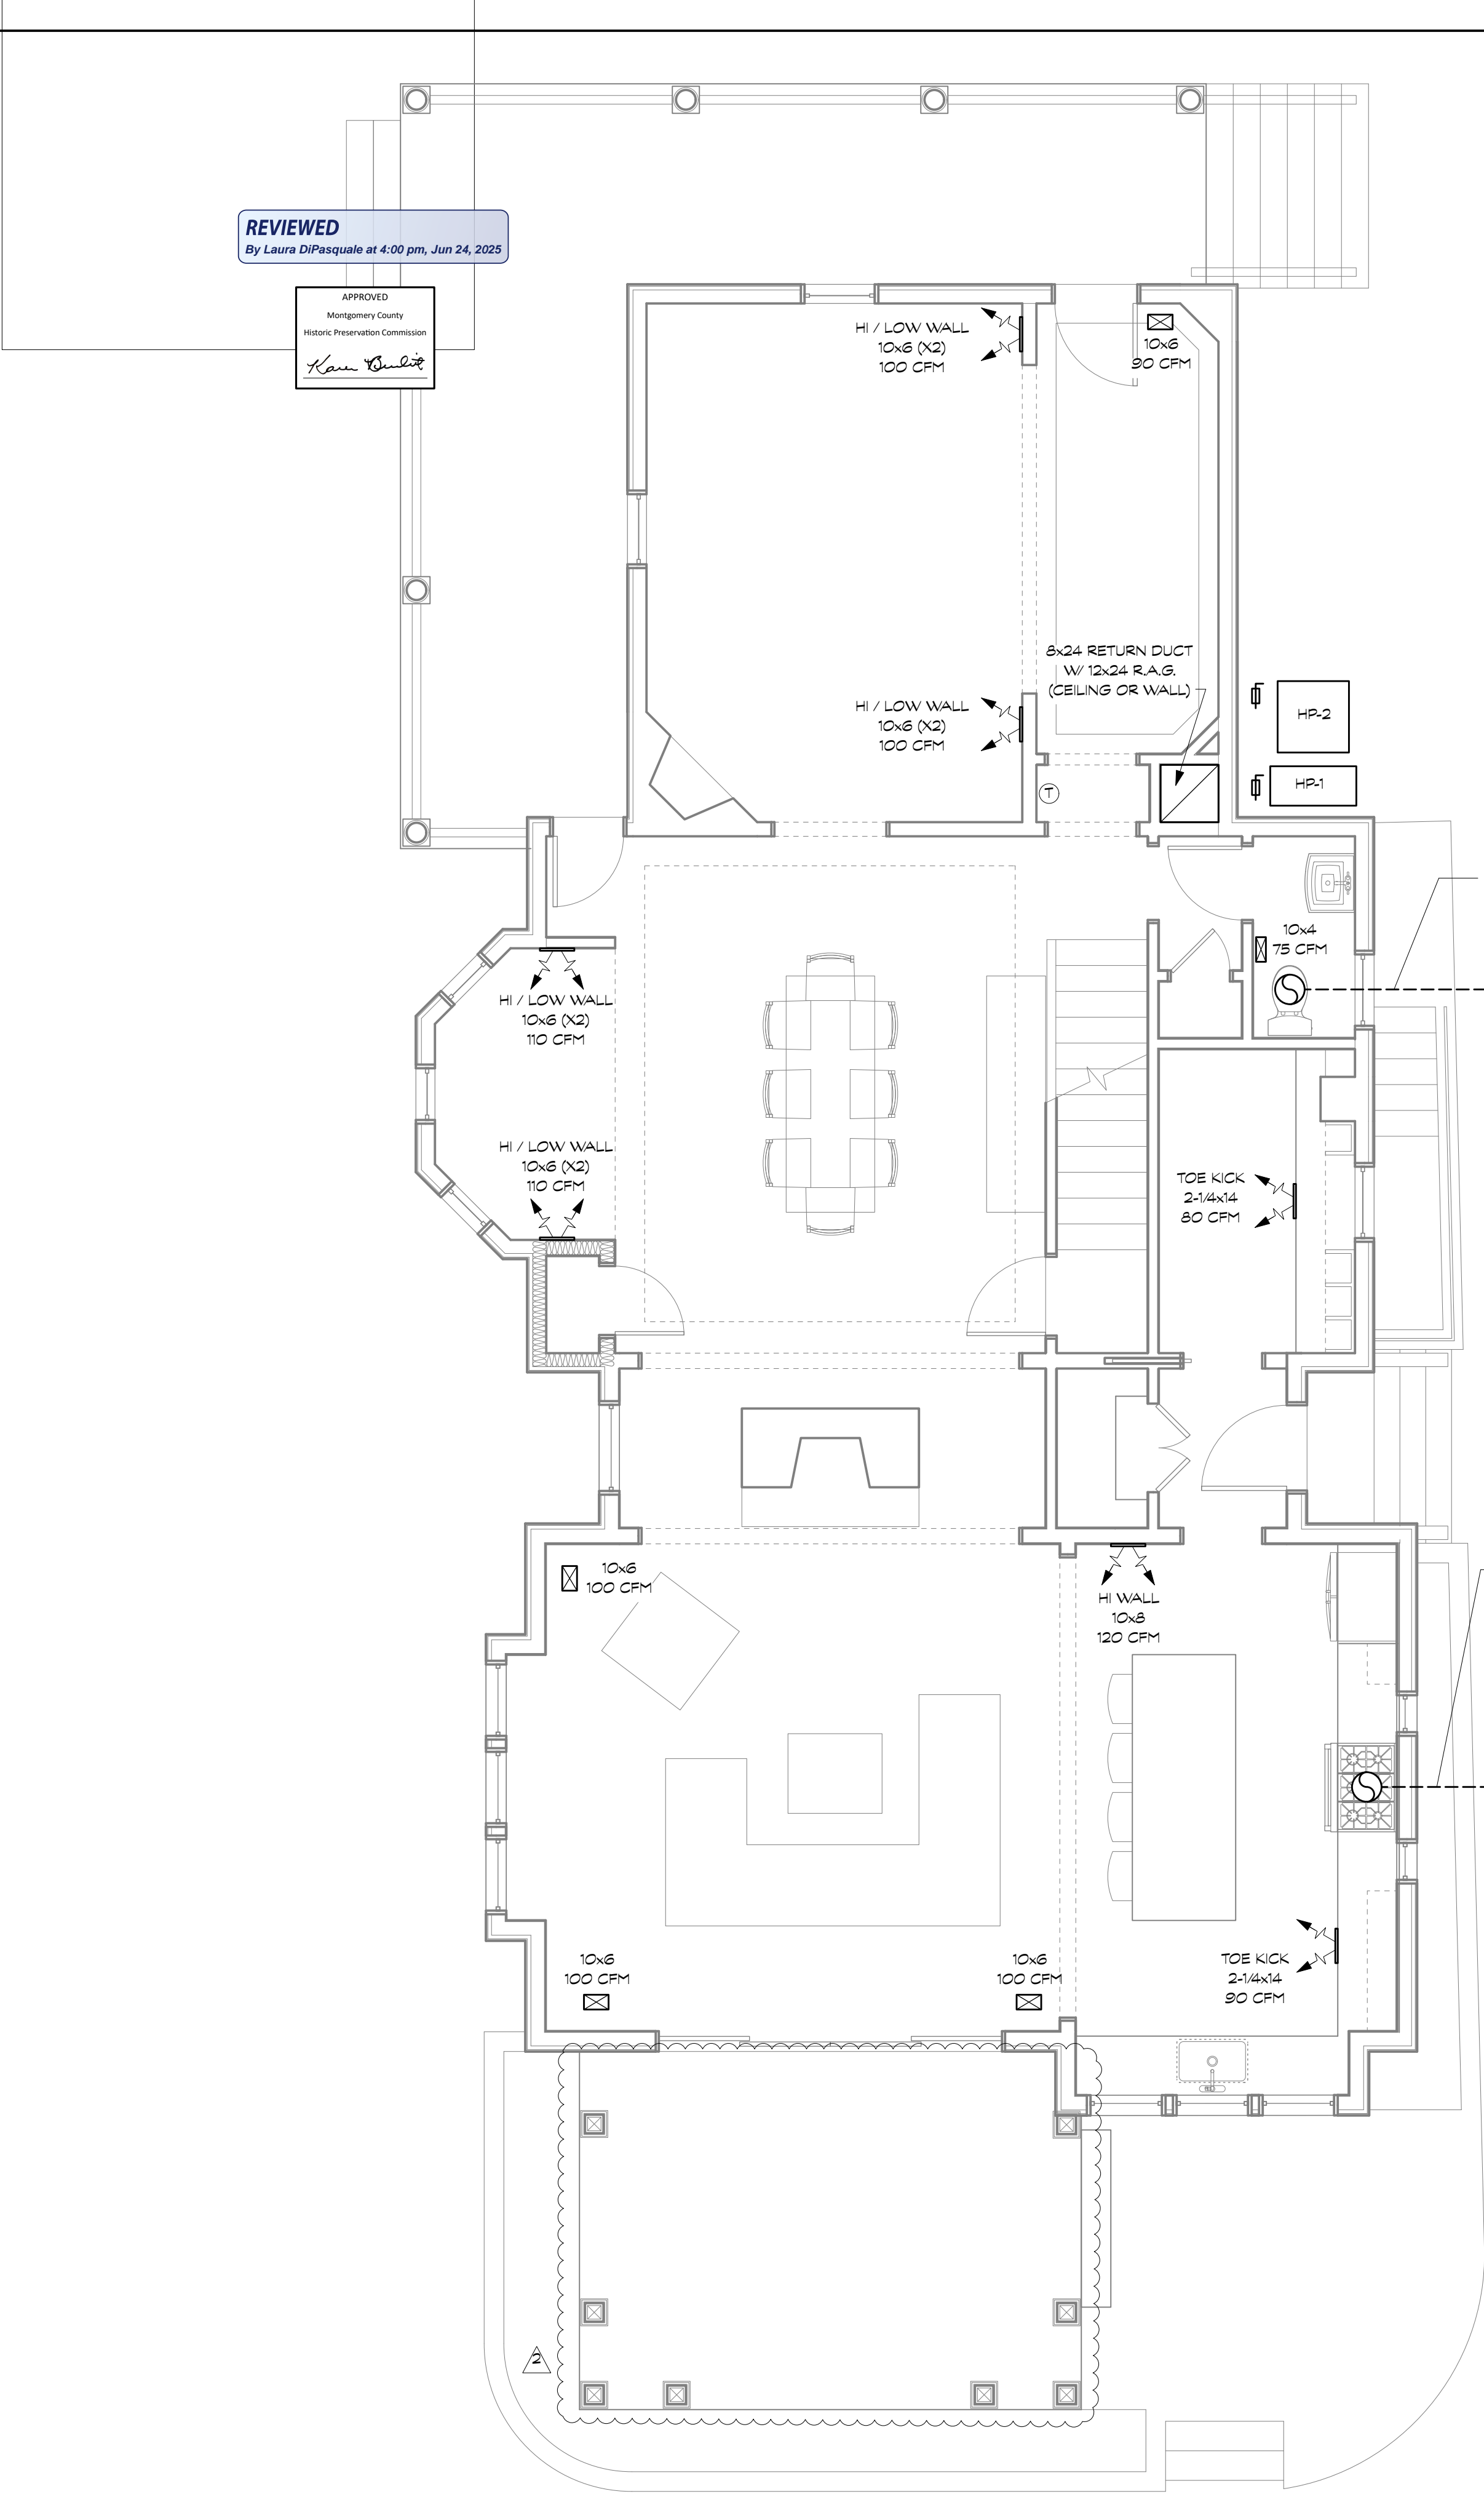 REVIEWED
By Laura DiPasquale at 4:00 pm, Jun 24, 2025
APPROVED
Montgomery County
Historic Preservation Commission
HI / LOW WALL
10x6 (X2)
100 CFM
10x6
90 CFM
8x24 RETURN DUCT
W/ 12x24 R.A.G.
(CEILING OR WALL)
HI / LOW WALL
10x6 (X2)
100 CFM
HP-2
HP-1
T
10x4
75 CFM
HI / LOW WALL
10x6 (X2)
110 CFM
HI / LOW WALL
10x6 (X2)
110 CFM
TOE KICK
2-1/4x14
80 CFM
10x6
100 CFM
HI WALL
10x8
120 CFM
10x6
100 CFM
10x6
100 CFM
TOE KICK
2-1/4x14
90 CFM
2